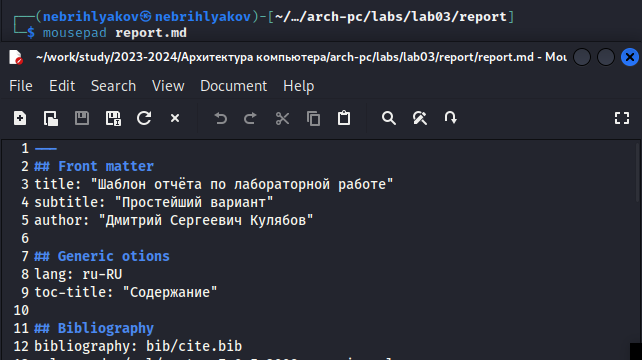 ┌──(nebrihlyakov㉿nebrihlyakov)-[~/…/arch-pc/labs/lab03/report]
└─$ mousepad report.md
~/work/study/2023-2024/Архитектура компьютера/arch-pc/labs/lab03/report/report.md - Mou
File Edit Search View Document Help
1 ---
2 ## Front matter
3 title: "Шаблон отчёта по лабораторной работе"
4 subtitle: "Простейший вариант"
5 author: "Дмитрий Сергеевич Кулябов"
6
7 ## Generic otions
8 lang: ru-RU
9 toc-title: "Содержание"
10
11 ## Bibliography
12 bibliography: bib/cite.bib